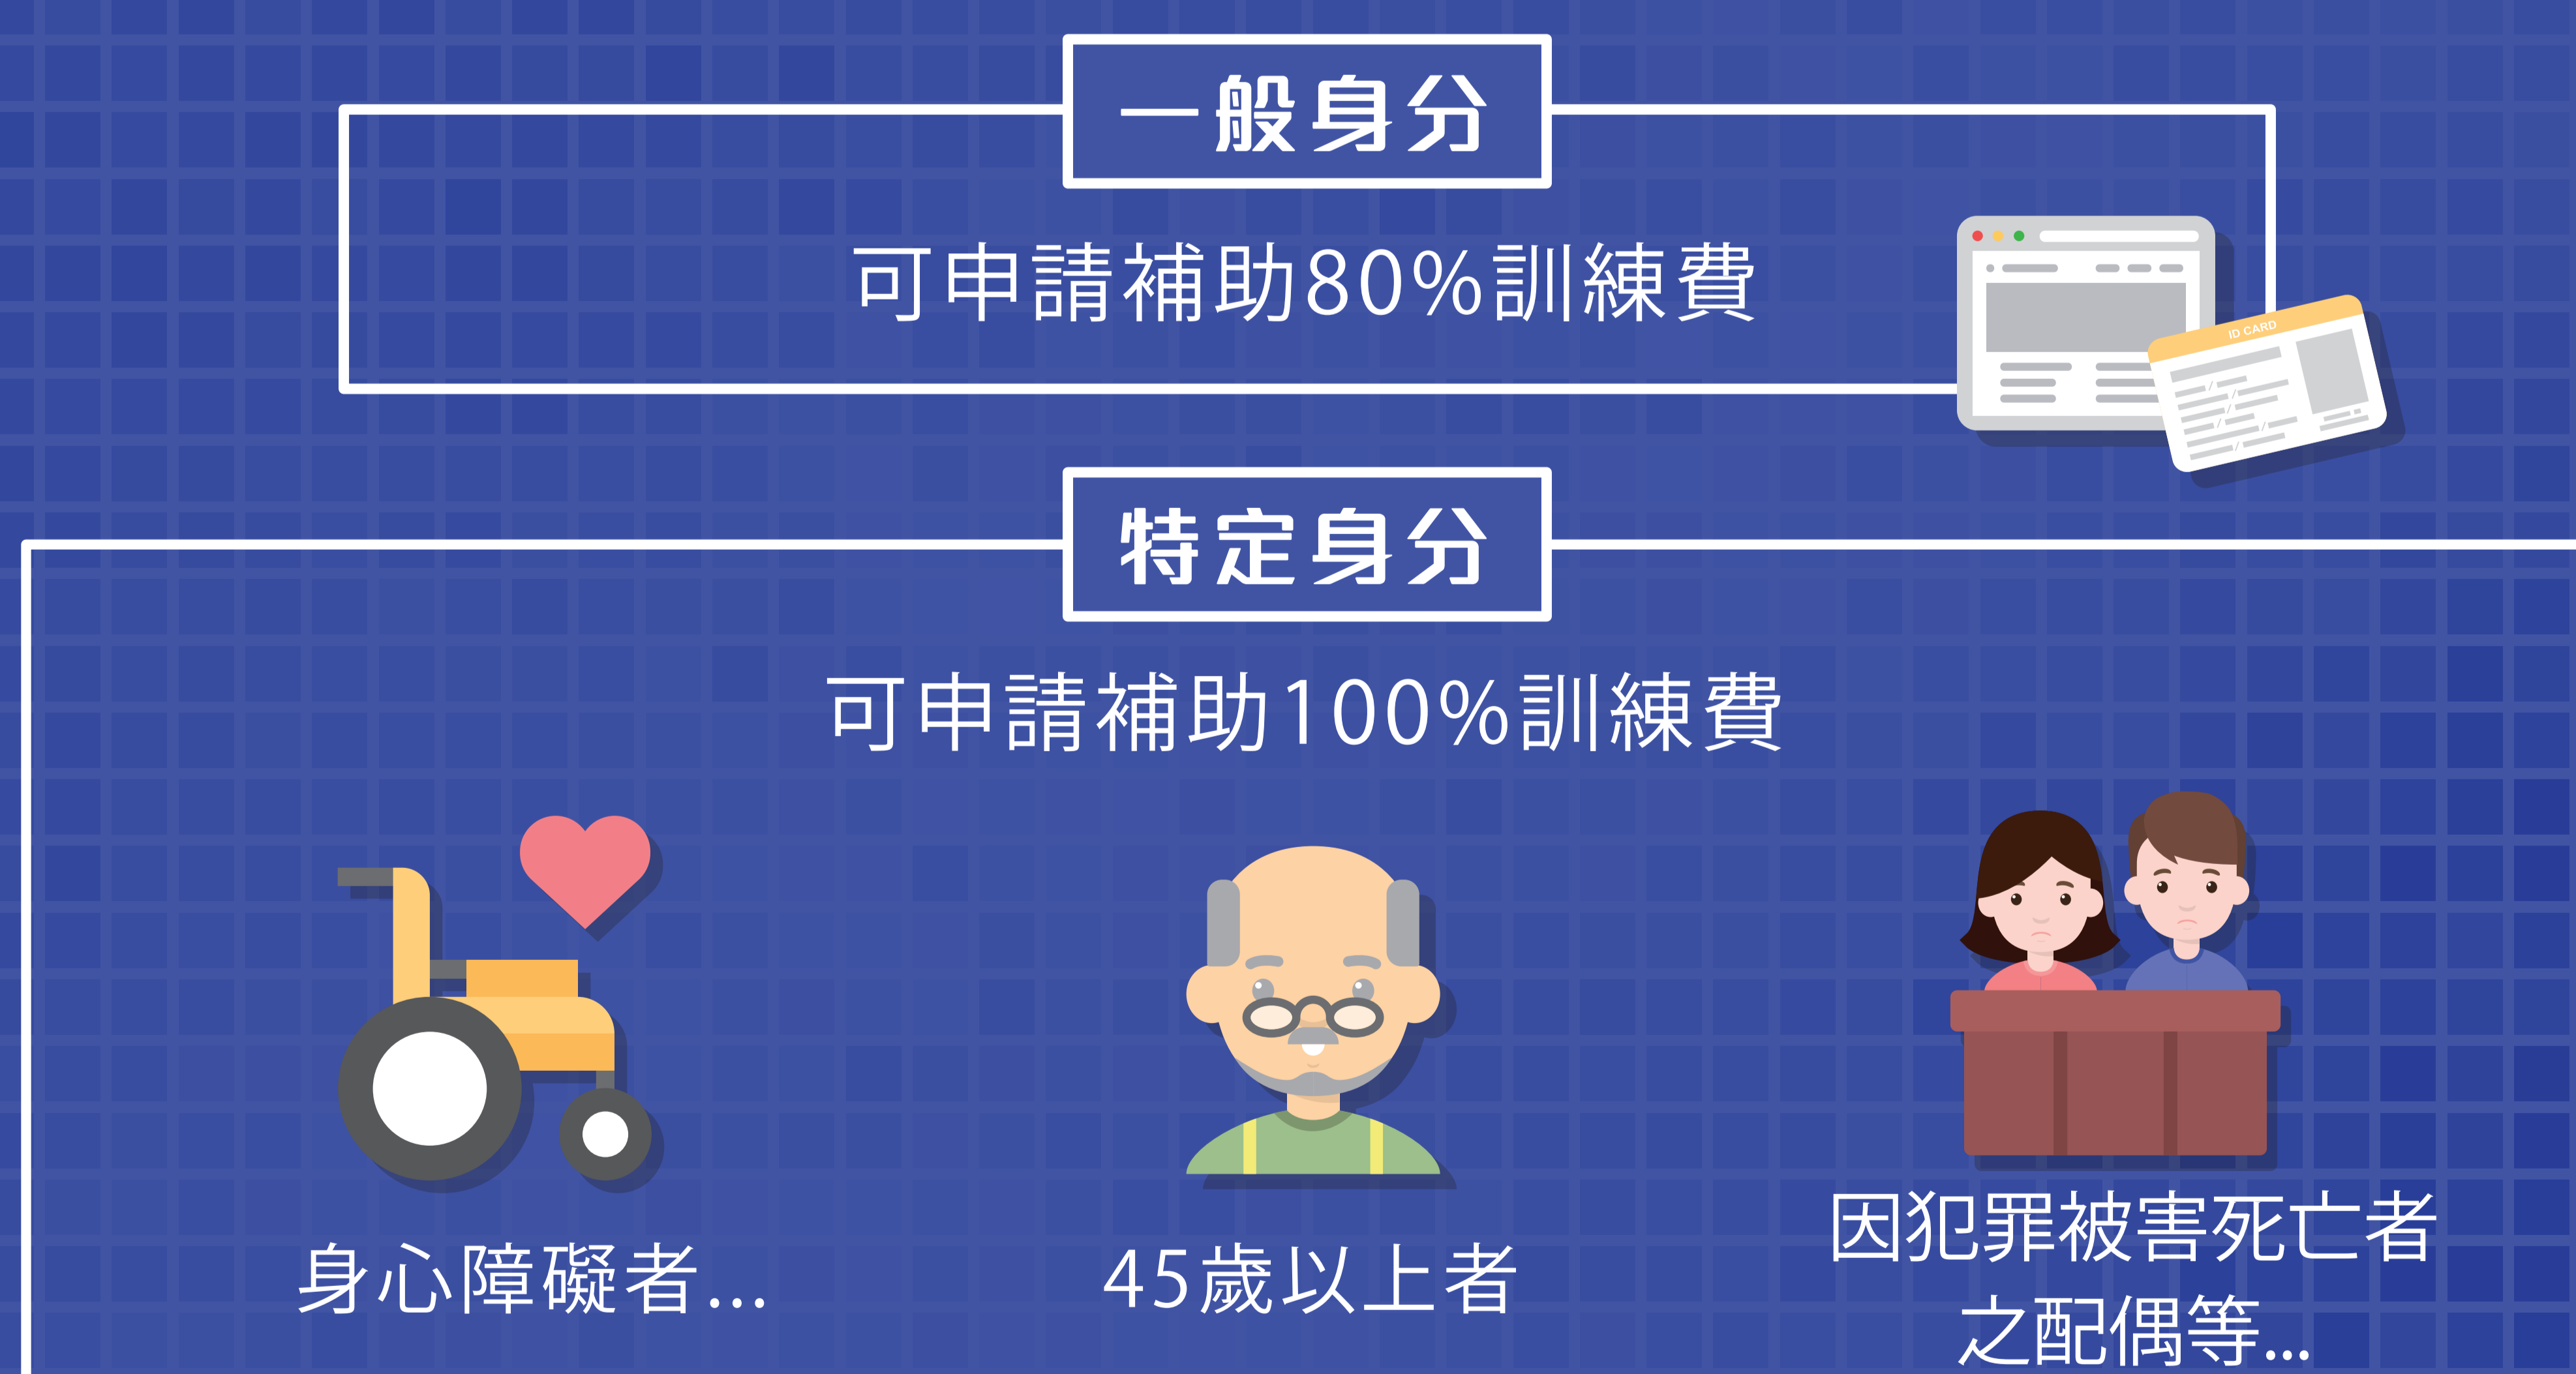 一般身分
可申請補助80%訓練費
ID CARD
特定身分
可申請補助100%訓練費
身心障礙者...
45歲以上者
因犯罪被害死亡者
之配偶等...